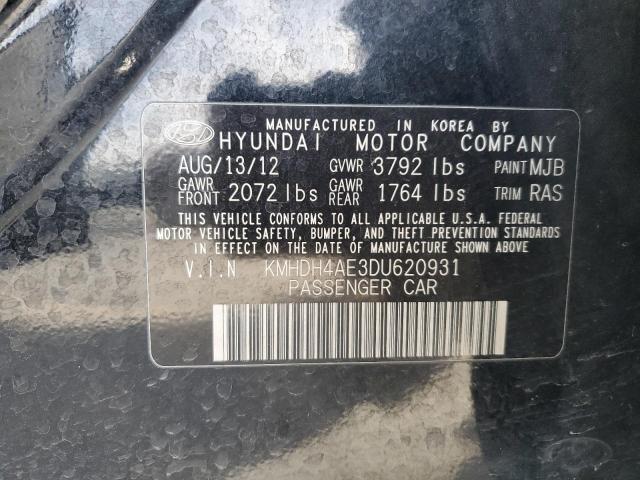 MANUFACTURED IN KOREA BY
HYUNDAI MOTOR COMPANY
AUG/13/12 GVWR 3792 lbs PAINT MJB
GAWR FRONT 2072 lbs GAWR REAR 1764 lbs TRIM RAS
THIS VEHICLE CONFORMS TO ALL APPLICABLE U.S.A. FEDERAL
MOTOR VEHICLE SAFETY, BUMPER, AND THEFT PREVENTION STANDARDS
IN EFFECT ON THE DATE OF MANUFACTURE SHOWN ABOVE.
V.I.N KMHDH4AE3DU620931
PASSENGER CAR